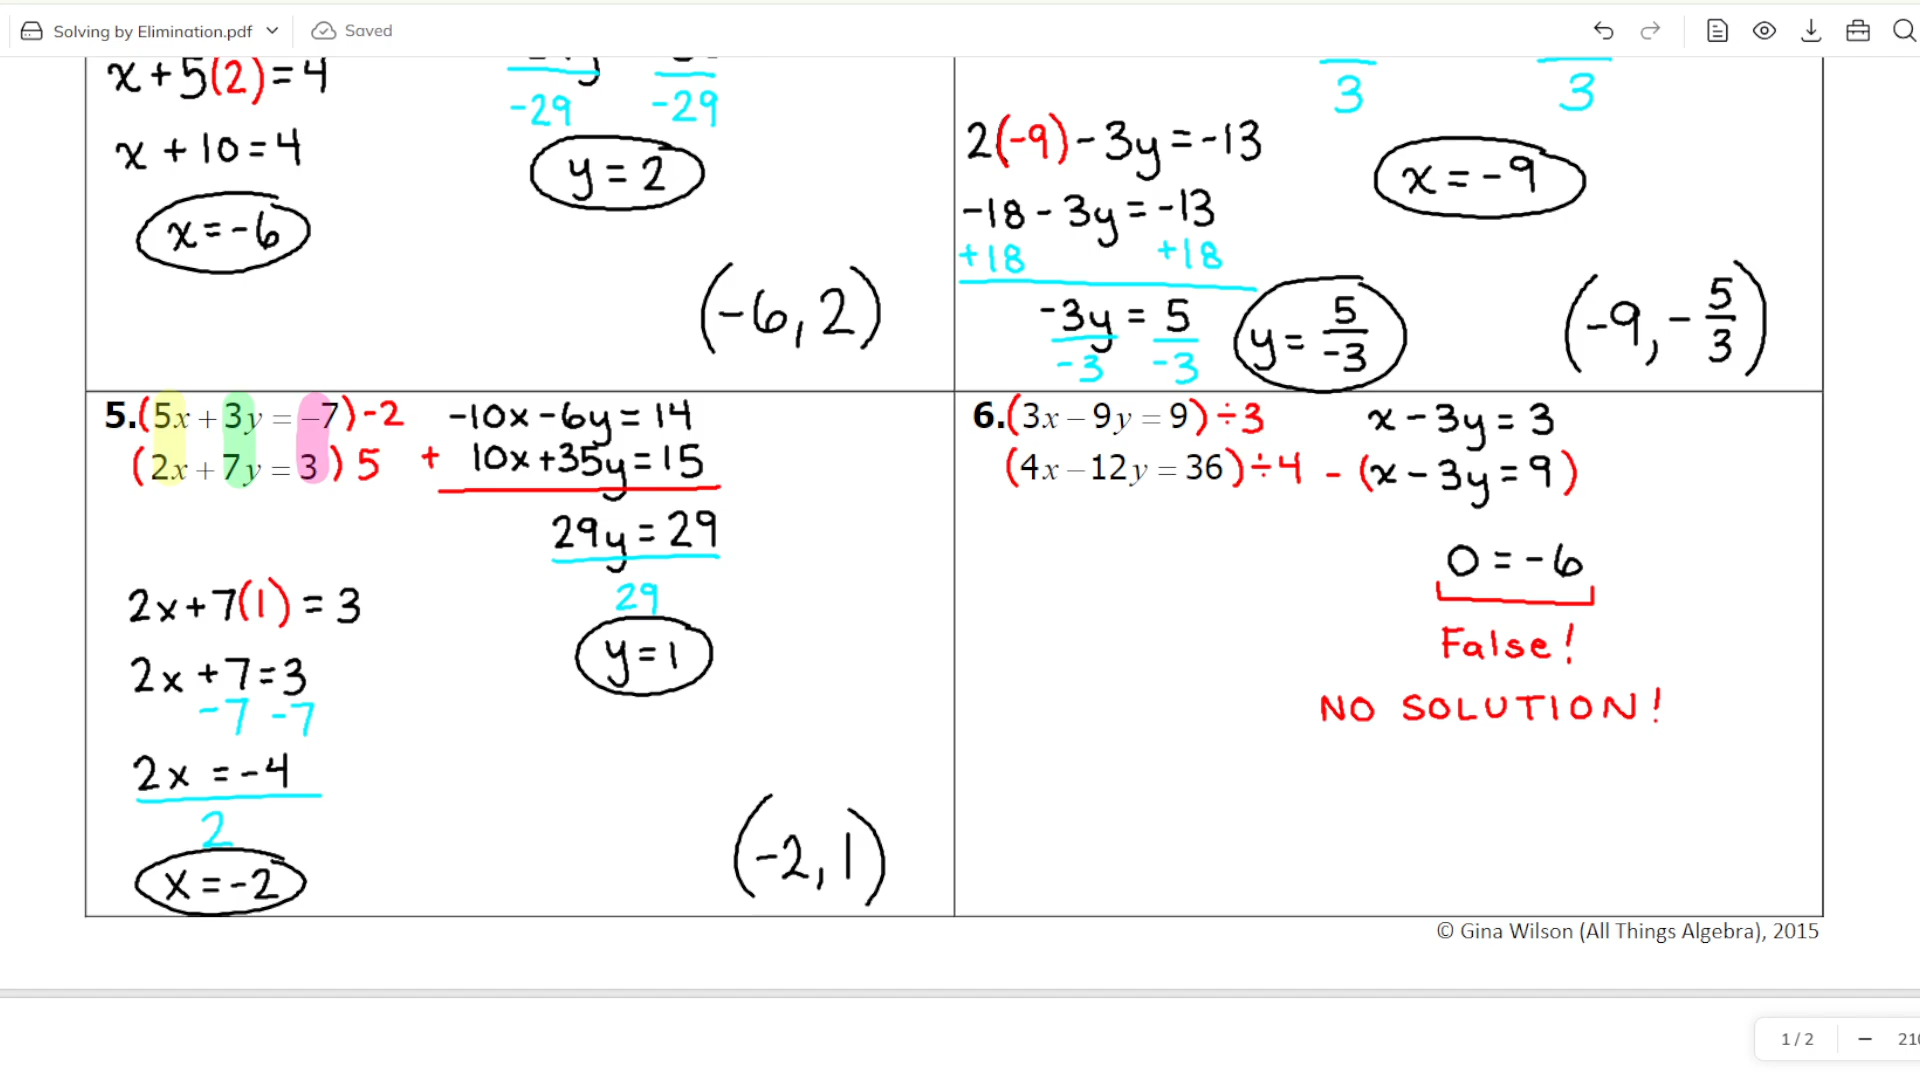 Solving by Elimination.pdf Saved
x + 5(2) = 4
-29 -29
x + 10 = 4
y = 2
x = -6
(-6, 2)
3 3
2(-9) - 3y = -13
x = -9
-18 - 3y = -13
+18 +18
-3y = 5
-3 -3
y = 5/-3
(-9, -5/3)
5. (5x + 3y = -7) -2
(2x + 7y = 3) 5
-10x - 6y = 14
+ 10x + 35y = 15
29y = 29
29
y = 1
2x + 7(1) = 3
2x + 7 = 3
-7 -7
2x = -4
2
x = -2
(-2, 1)
6. (3x - 9y = 9) ÷3
(4x - 12y = 36) ÷4
x - 3y = 3
- (x - 3y = 9)
0 = -6
False!
NO SOLUTION!
© Gina Wilson (All Things Algebra), 2015
1 / 2